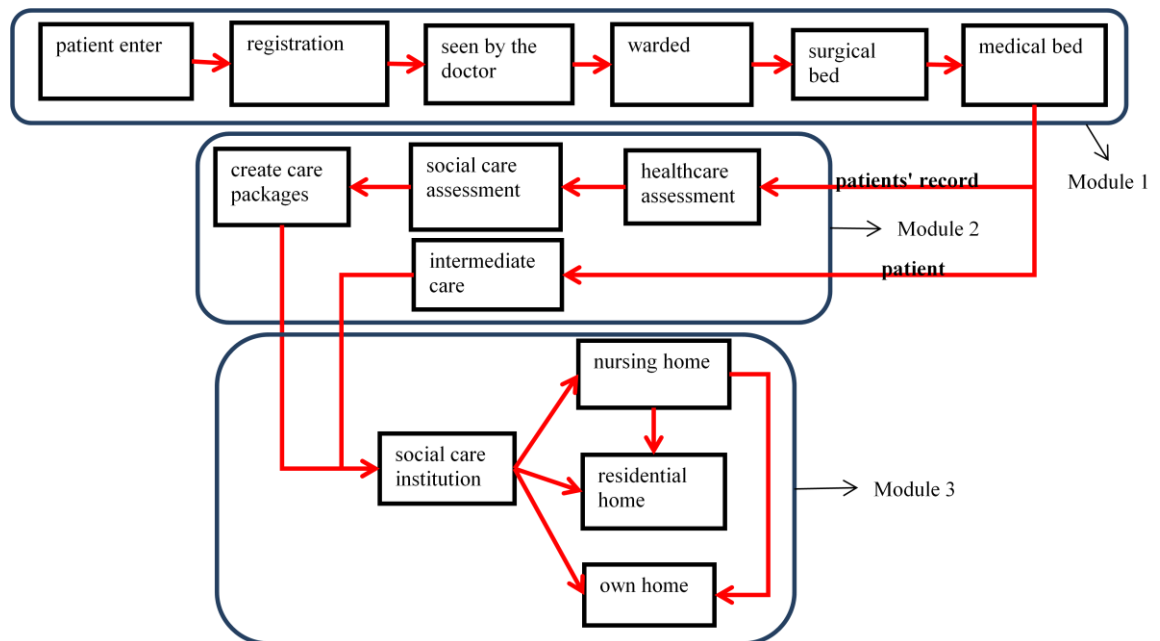 patient enter
registration
seen by the
doctor
warded
surgical
bed
medical bed
Module 1
create care
packages
social care
assessment
healthcare
assessment
patients' record
Module 2
intermediate
care
patient
nursing home
social care
institution
residential
home
Module 3
own home